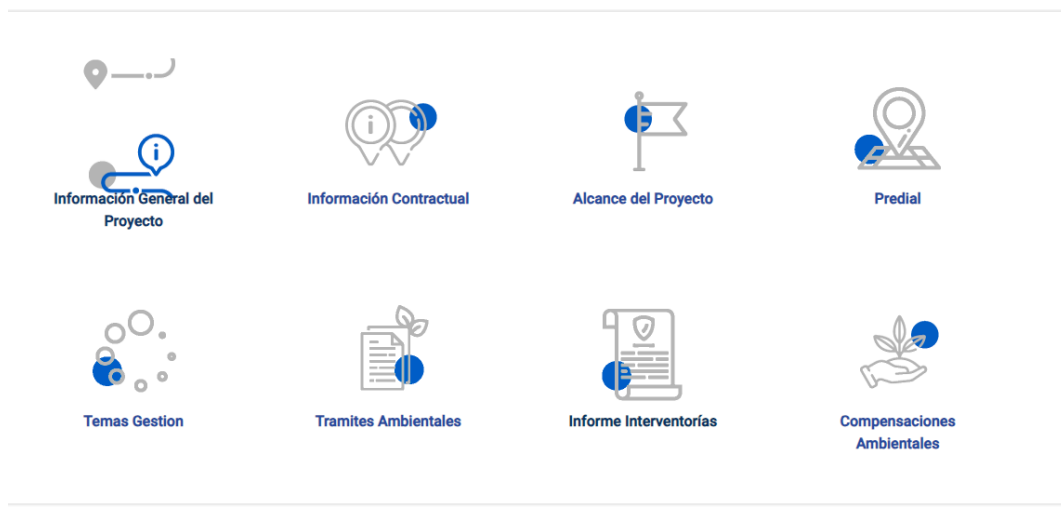 Información General del
Proyecto
Información Contractual
Alcance del Proyecto
Predial
Temas Gestion
Tramites Ambientales
Informe Interventorías
Compensaciones
Ambientales